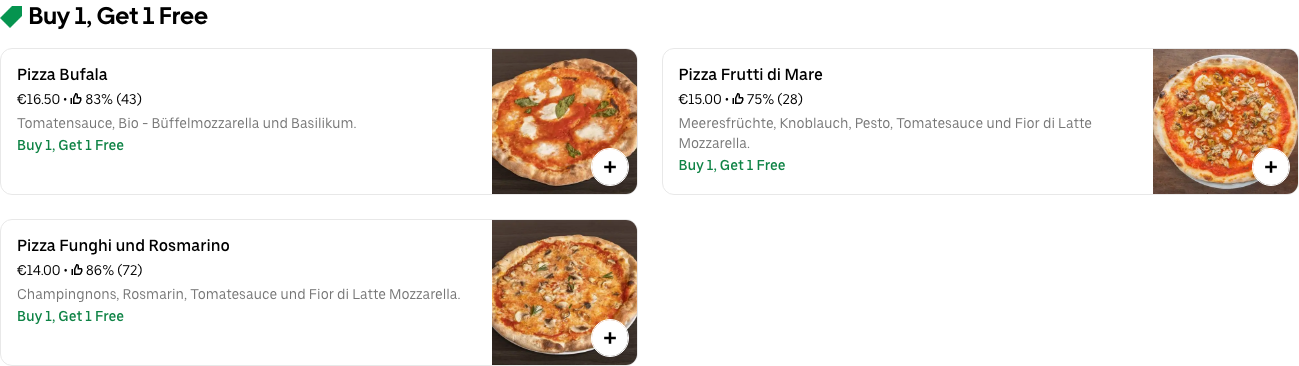 Buy 1, Get 1 Free
Pizza Bufala
€16.50 • 83% (43)
Tomatensauce, Bio - Büffelmozzarella und Basilikum.
Buy 1, Get 1 Free
Pizza Frutti di Mare
€15.00 • 75% (28)
Meeresfrüchte, Knoblauch, Pesto, Tomatesauce und Fior di Latte
Mozzarella.
Buy 1, Get 1 Free
Pizza Funghi und Rosmarino
€14.00 • 86% (72)
Champingnons, Rosmarin, Tomatesauce und Fior di Latte Mozzarella.
Buy 1, Get 1 Free